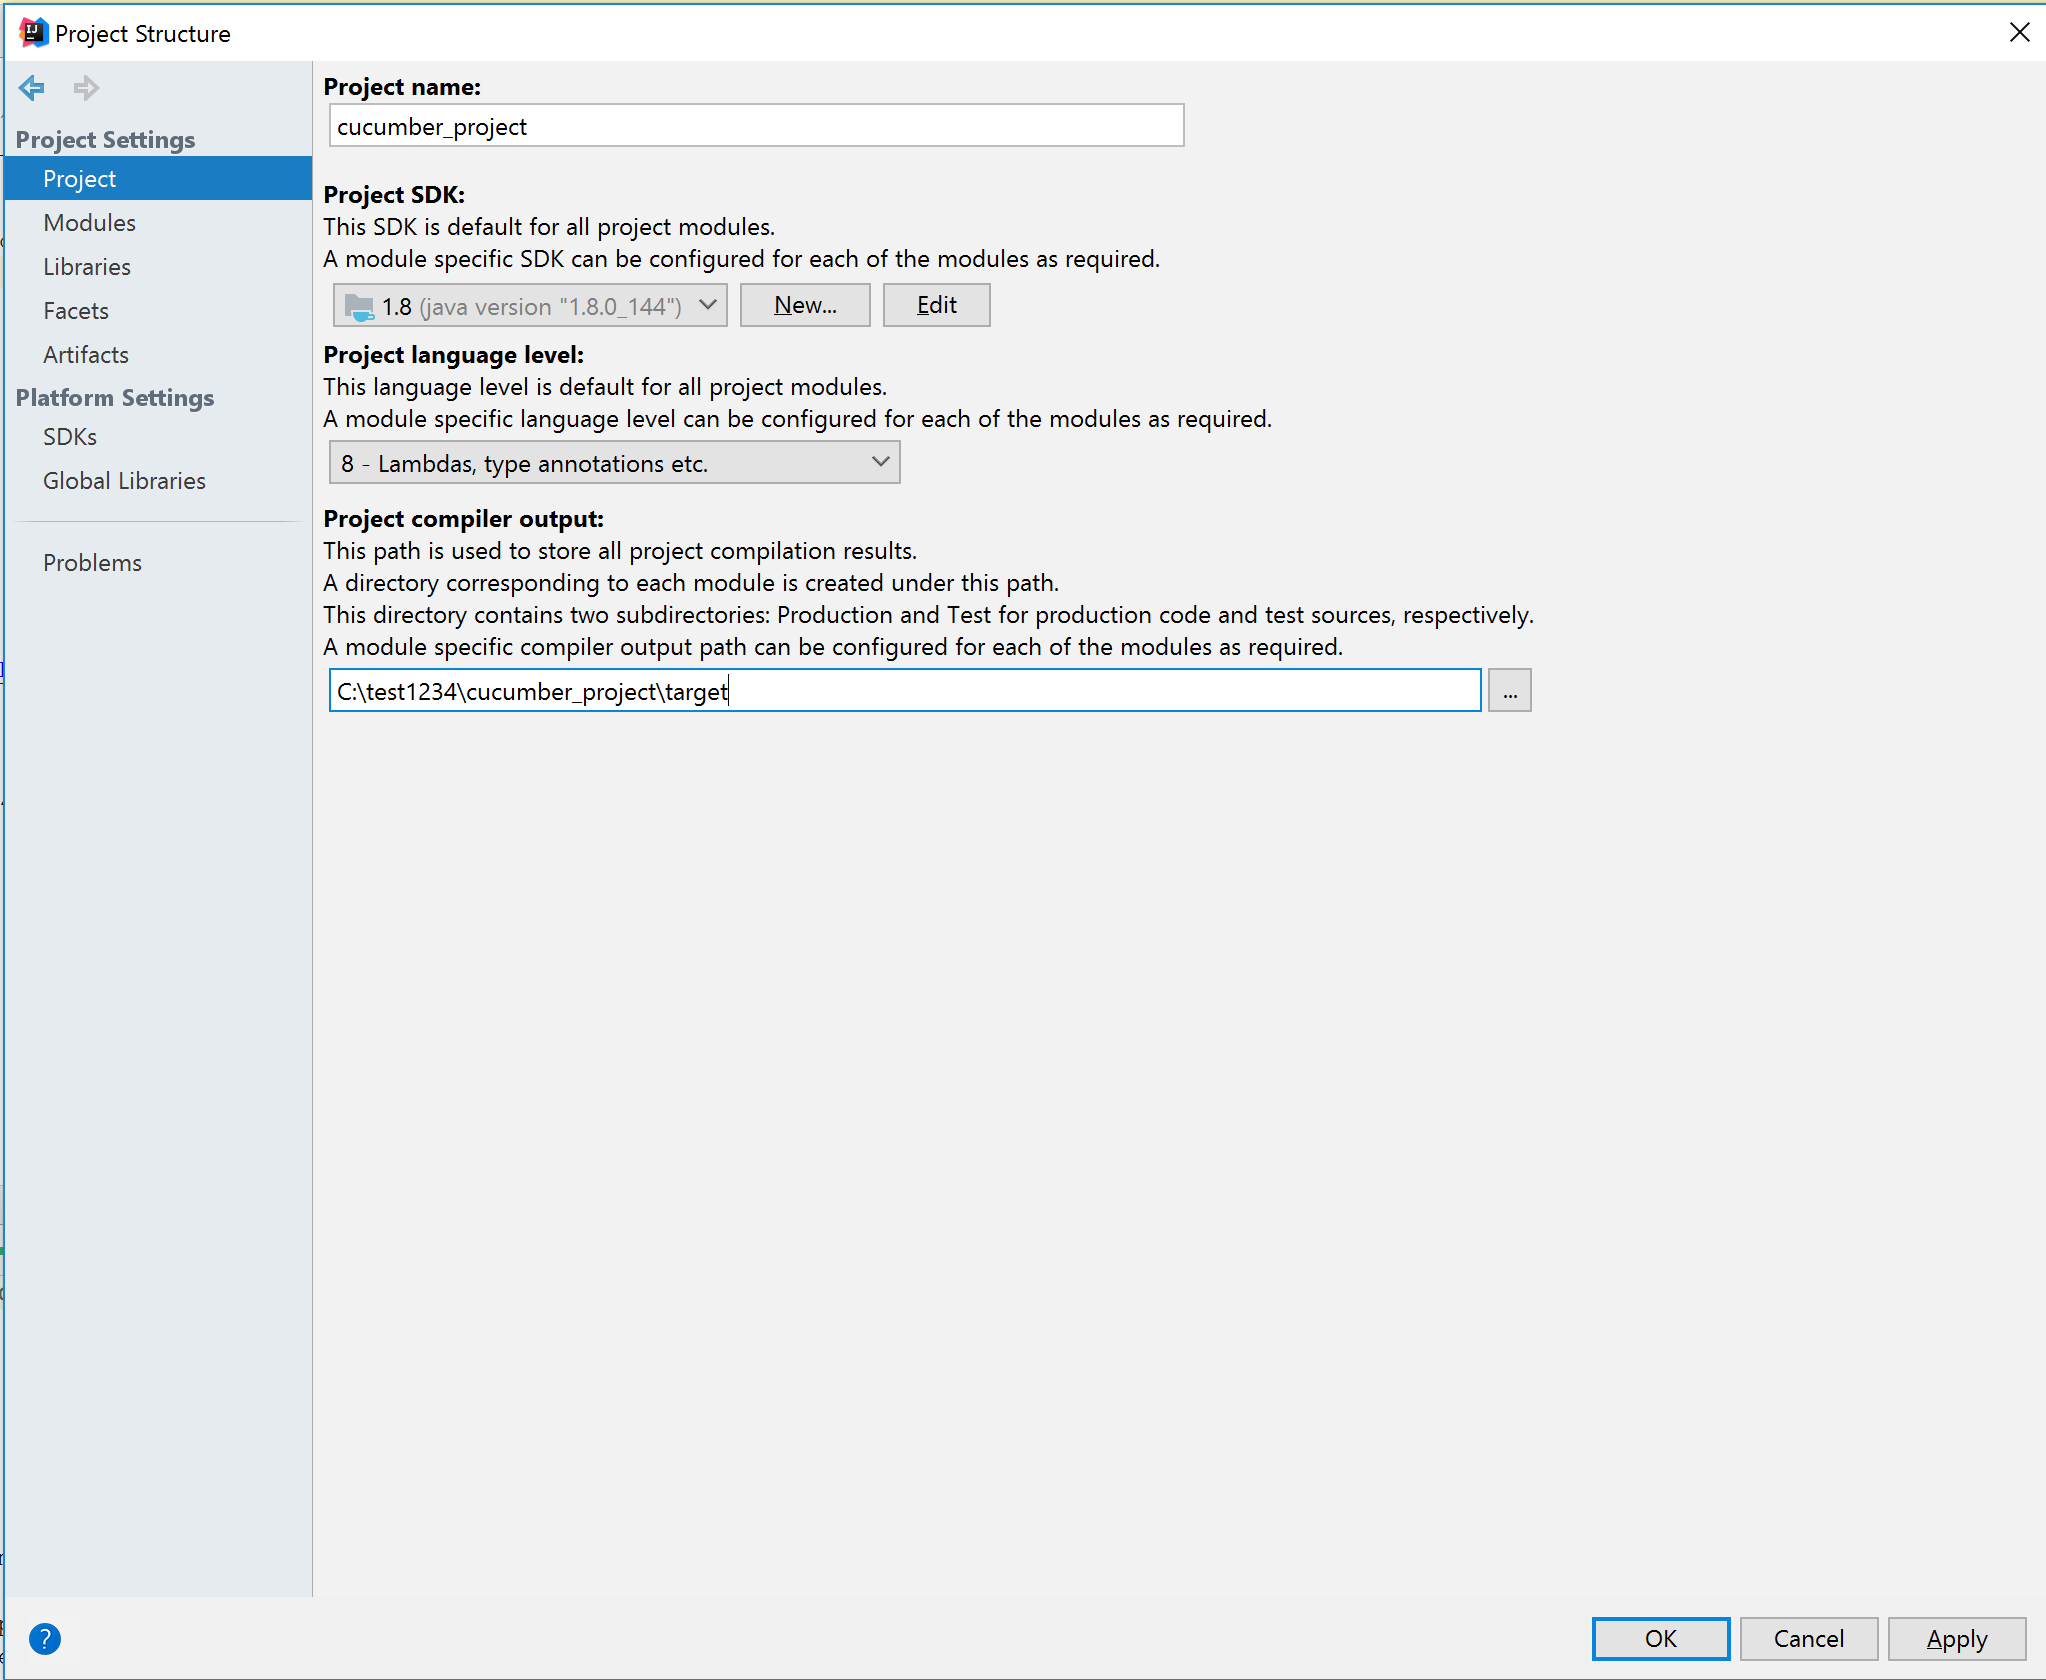 Project Structure
Project Settings
Project
Modules
Libraries
Facets
Artifacts
Platform Settings
SDKs
Global Libraries
Problems
Project name:
cucumber_project
Project SDK:
This SDK is default for all project modules.
A module specific SDK can be configured for each of the modules as required.
1.8 (java version "1.8.0_144") New... Edit
Project language level:
This language level is default for all project modules.
A module specific language level can be configured for each of the modules as required.
8 - Lambdas, type annotations etc.
Project compiler output:
This path is used to store all project compilation results.
A directory corresponding to each module is created under this path.
This directory contains two subdirectories: Production and Test for production code and test sources, respectively.
A module specific compiler output path can be configured for each of the modules as required.
C:\test1234\cucumber_project\target ...
? OK Cancel Apply